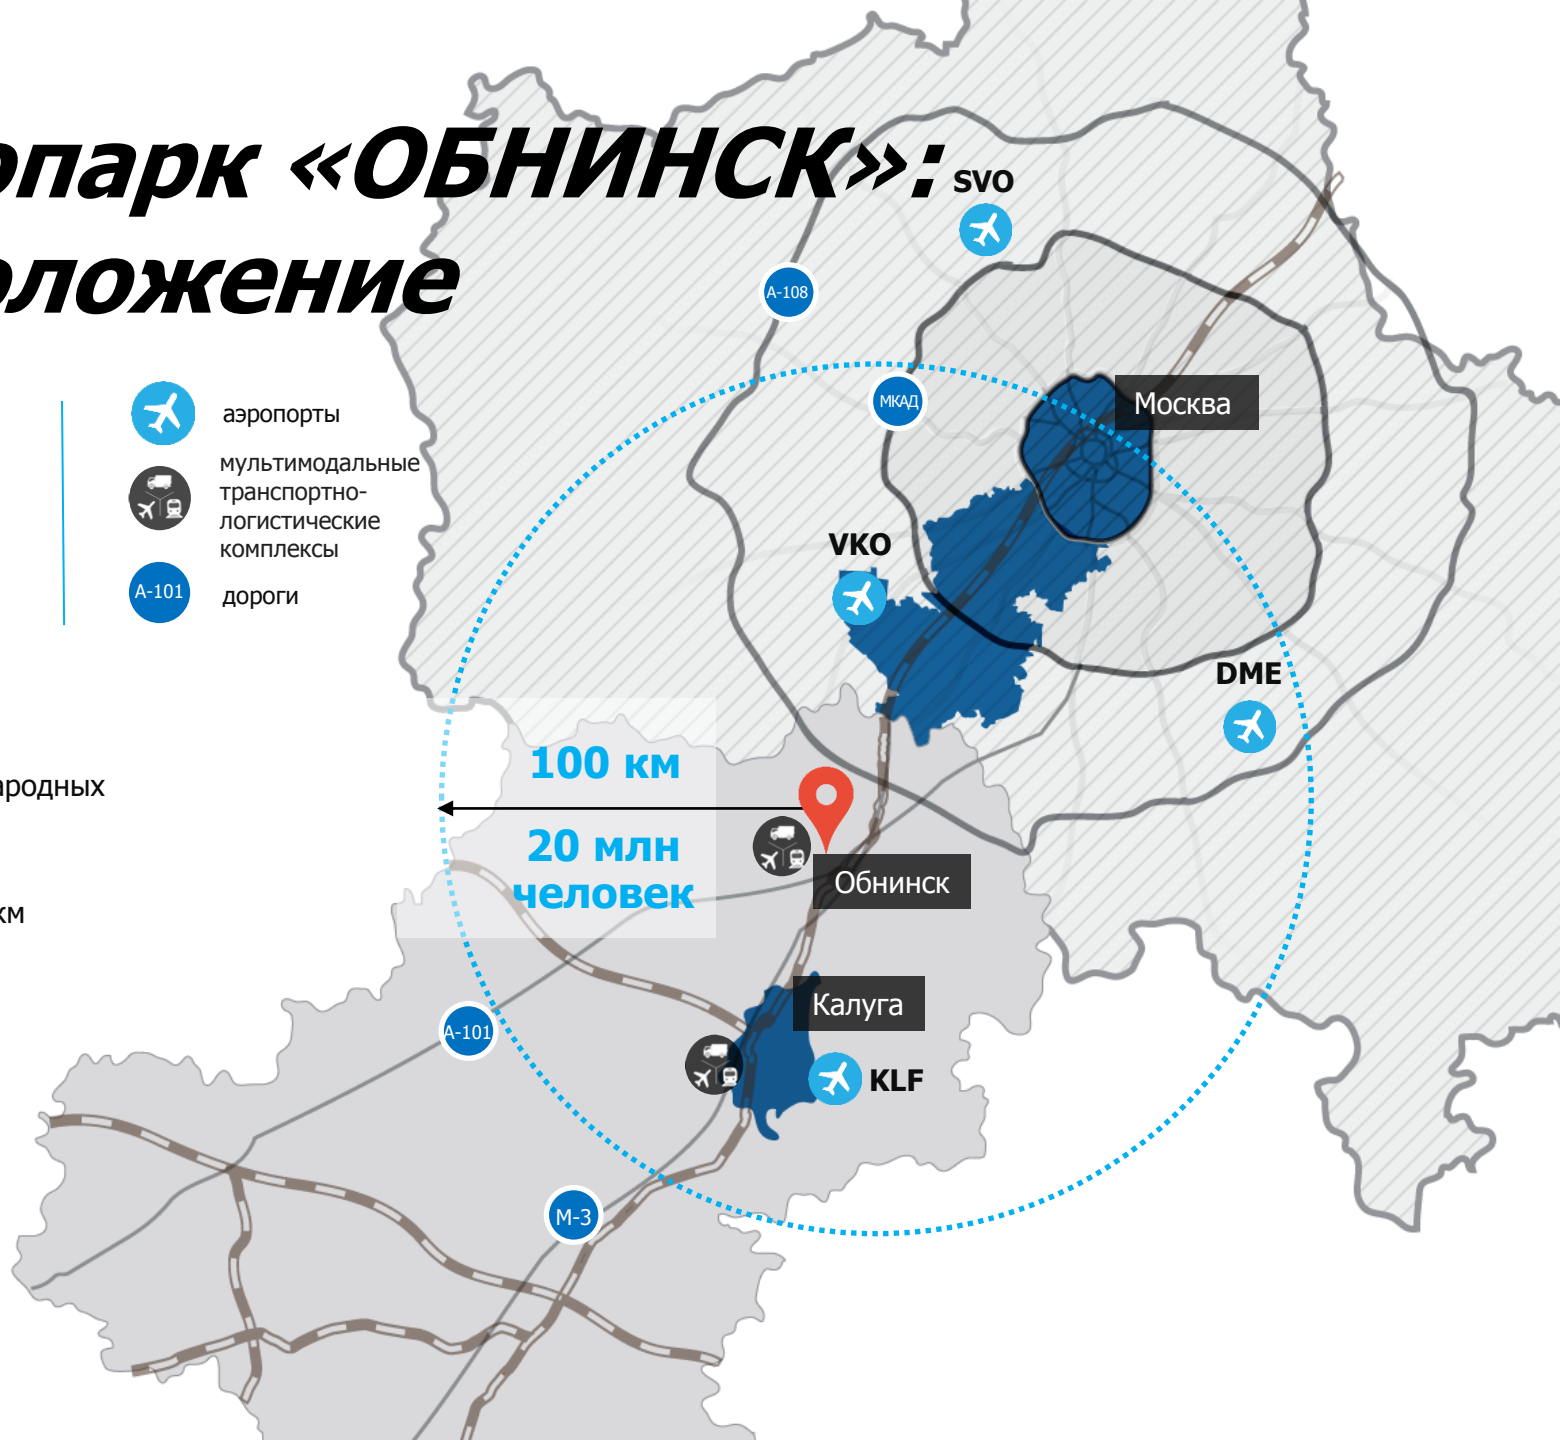 опарк «ОБНИНСК»:
оложение
аэропорты
мультимодальные
транспортно-
логистические
комплексы
А-101
дороги
ародных
км
SVO
А-108
МКАД
Москва
VKO
DME
100 км
20 млн
человек
Обнинск
Калуга
KLF
А-101
М-3